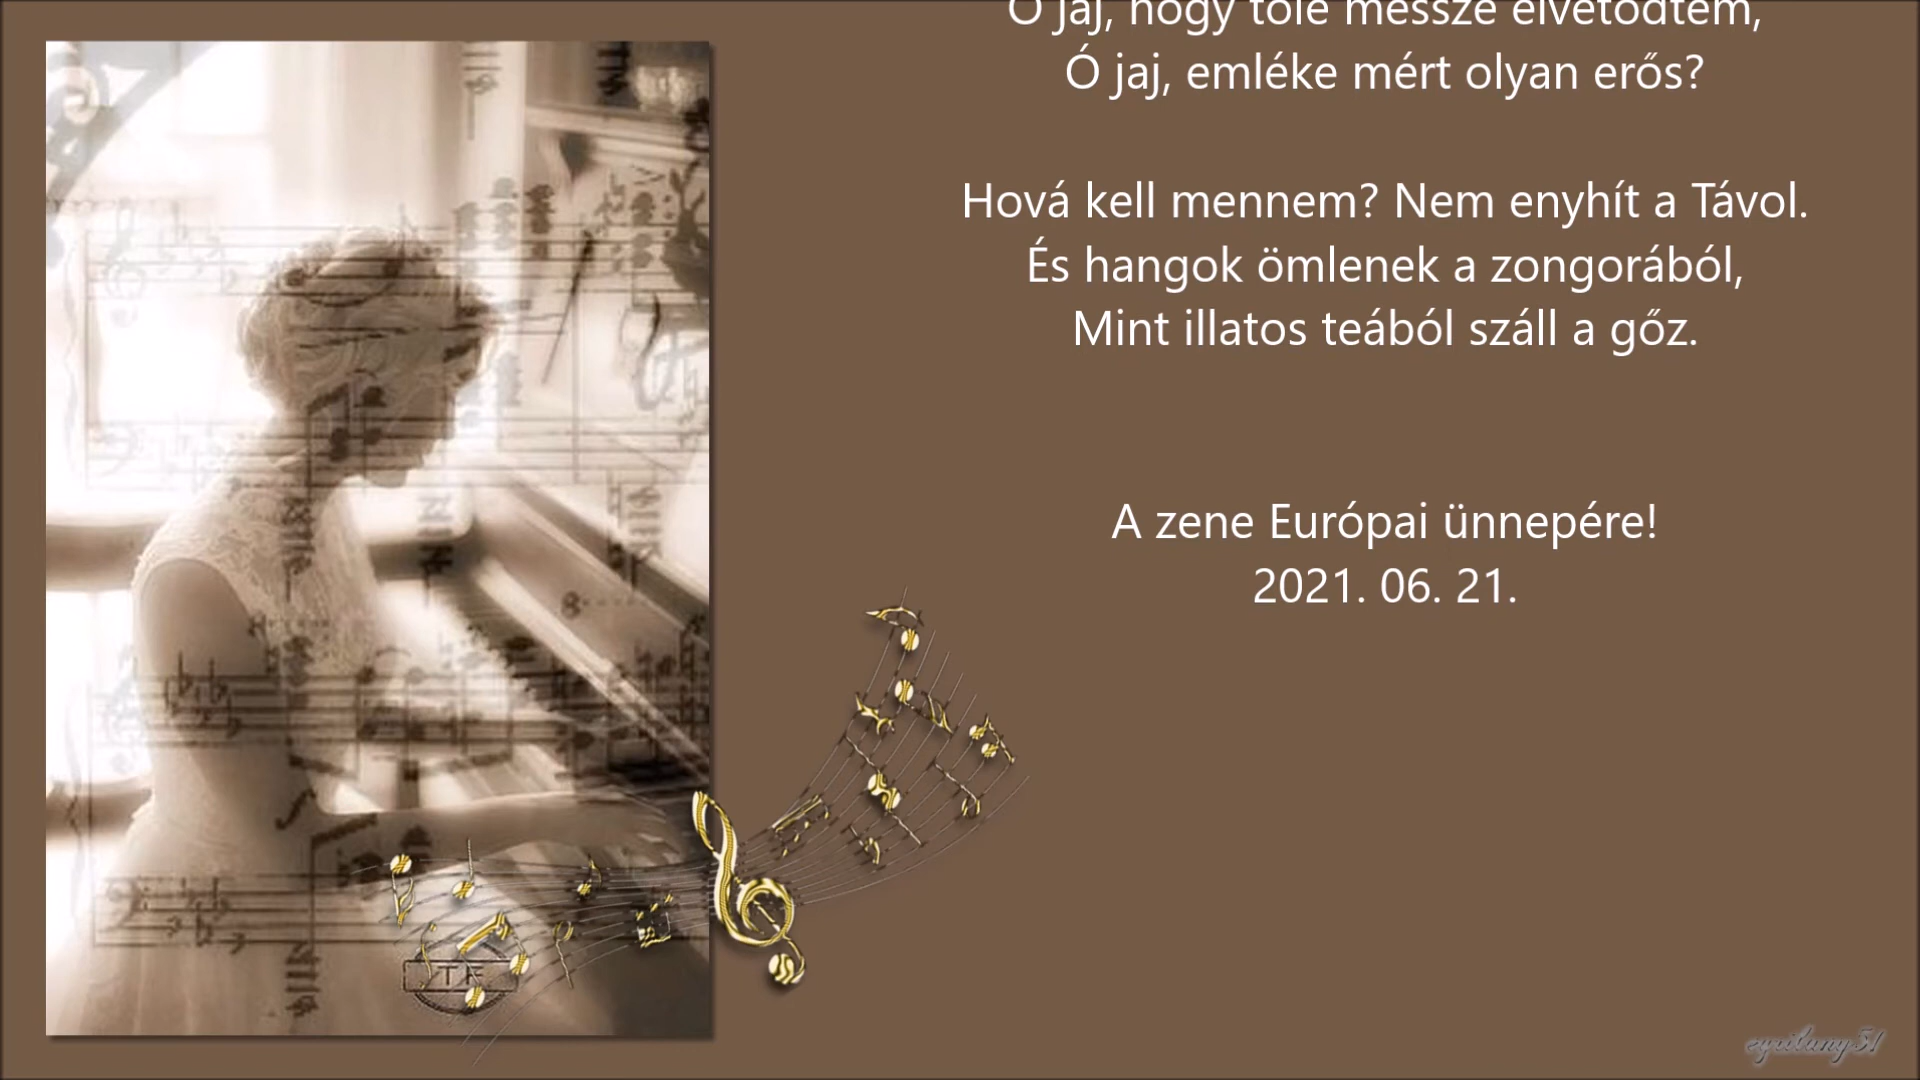 Ó jaj, hogy tőle messze elvetődtem,
Ó jaj, emléke mért olyan erős?
Hová kell mennem? Nem enyhít a Távol.
És hangok ömlenek a zongorából,
Mint illatos teából száll a gőz.
A zene Európai ünnepére!
2021. 06. 21.
T F